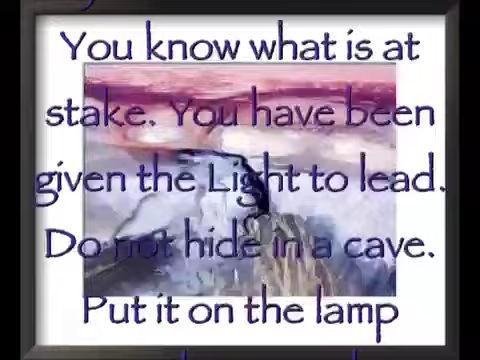 You know what is at
stake. You have been
given the Light to lead.
Do not hide in a cave.
Put it on the lamp